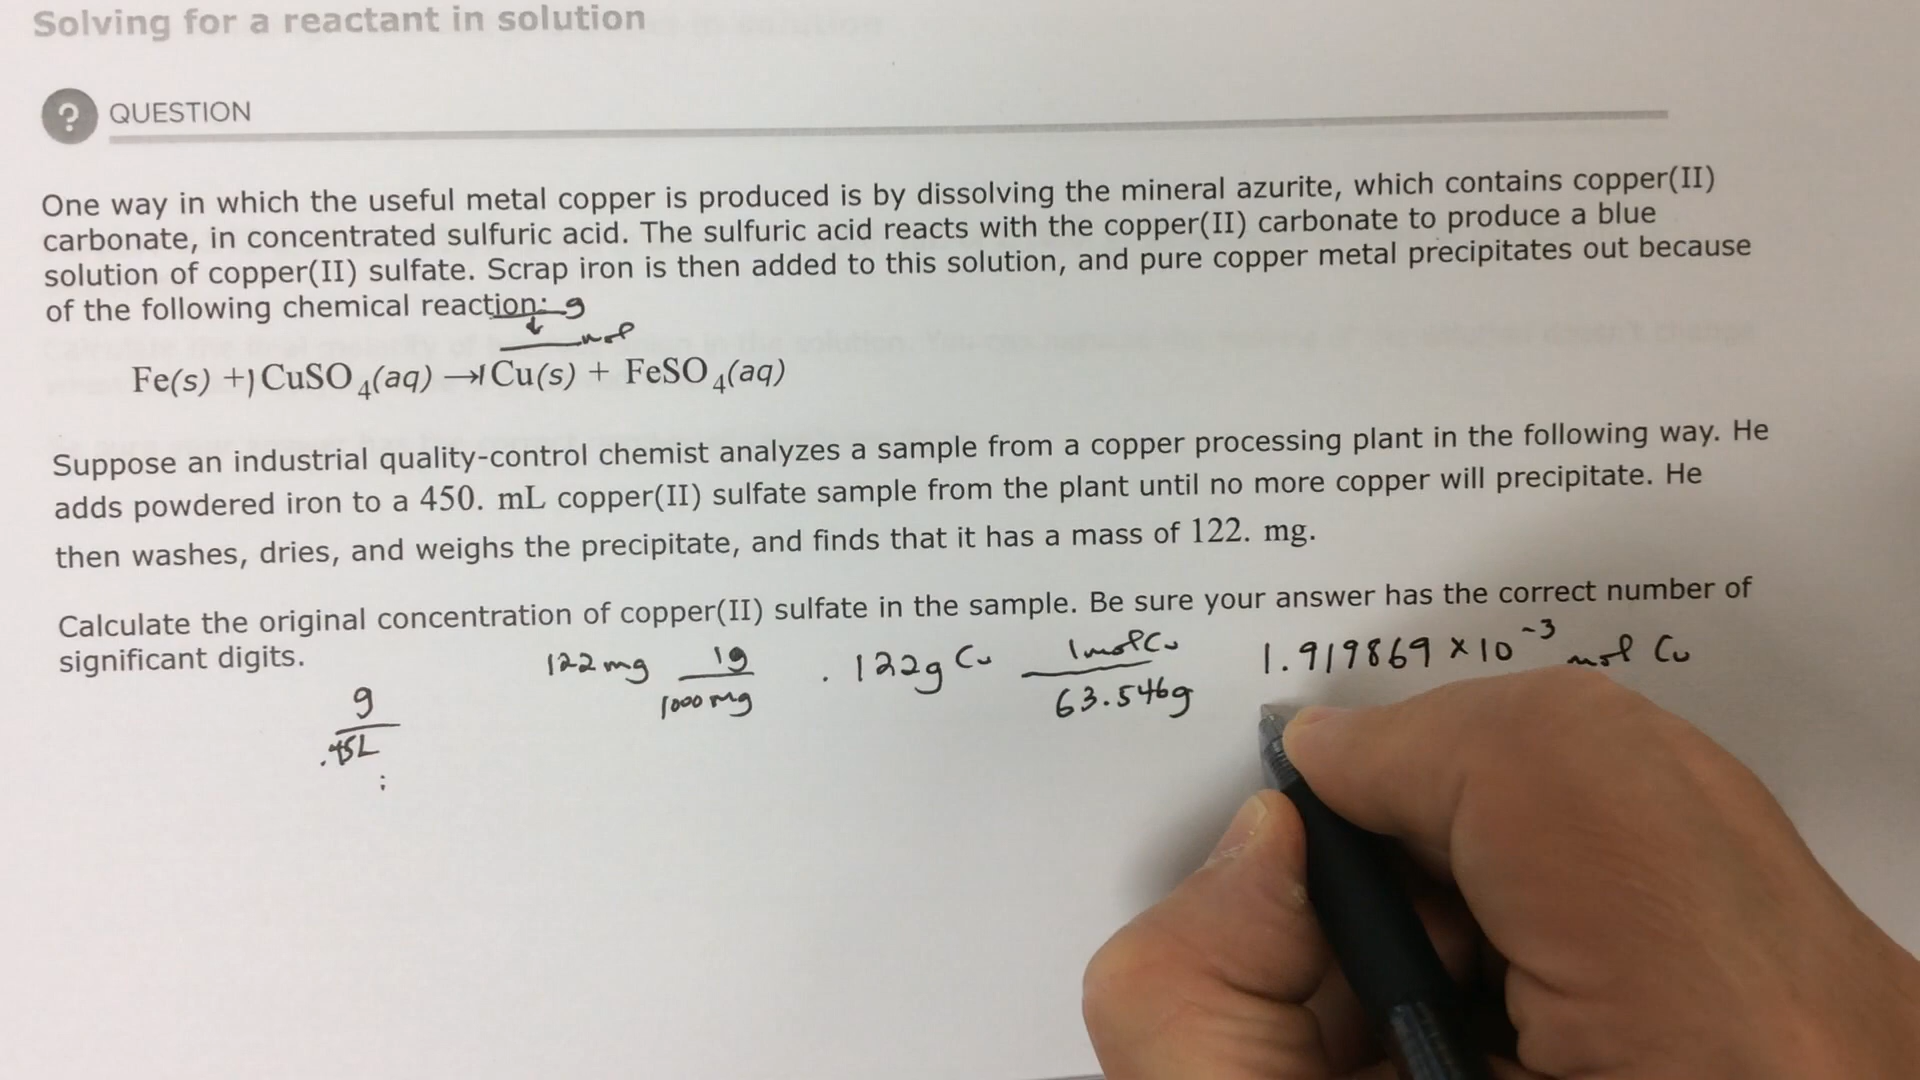 Solving for a reactant in solution
?
QUESTION
One way in which the useful metal copper is produced is by dissolving the mineral azurite, which contains copper(II)
carbonate, in concentrated sulfuric acid. The sulfuric acid reacts with the copper(II) carbonate to produce a blue
solution of copper(II) sulfate. Scrap iron is then added to this solution, and pure copper metal precipitates out because
of the following chemical reaction: g
↓
mol
Fe(s) + 1 CuSO4(aq) → 1 Cu(s) + FeSO4(aq)
Suppose an industrial quality-control chemist analyzes a sample from a copper processing plant in the following way. He
adds powdered iron to a 450. mL copper(II) sulfate sample from the plant until no more copper will precipitate. He
then washes, dries, and weighs the precipitate, and finds that it has a mass of 122. mg.
Calculate the original concentration of copper(II) sulfate in the sample. Be sure your answer has the correct number of
significant digits.
122 mg 1g / 1000 mg .122g Cu 1 mol Cu / 63.546g 1.919869 × 10^-3 mol Cu
g / .45L
: